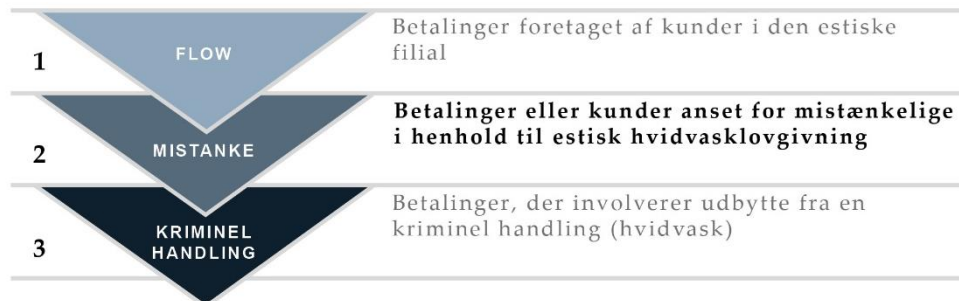 1
FLOW
Betalinger foretaget af kunder i den estiske
filial
2
MISTANKE
Betalinger eller kunder anset for mistænkelige
i henhold til estisk hvidvasklovgivning
3
KRIMINEL
HANDLING
Betalinger, der involverer udbytte fra en
kriminel handling (hvidvask)